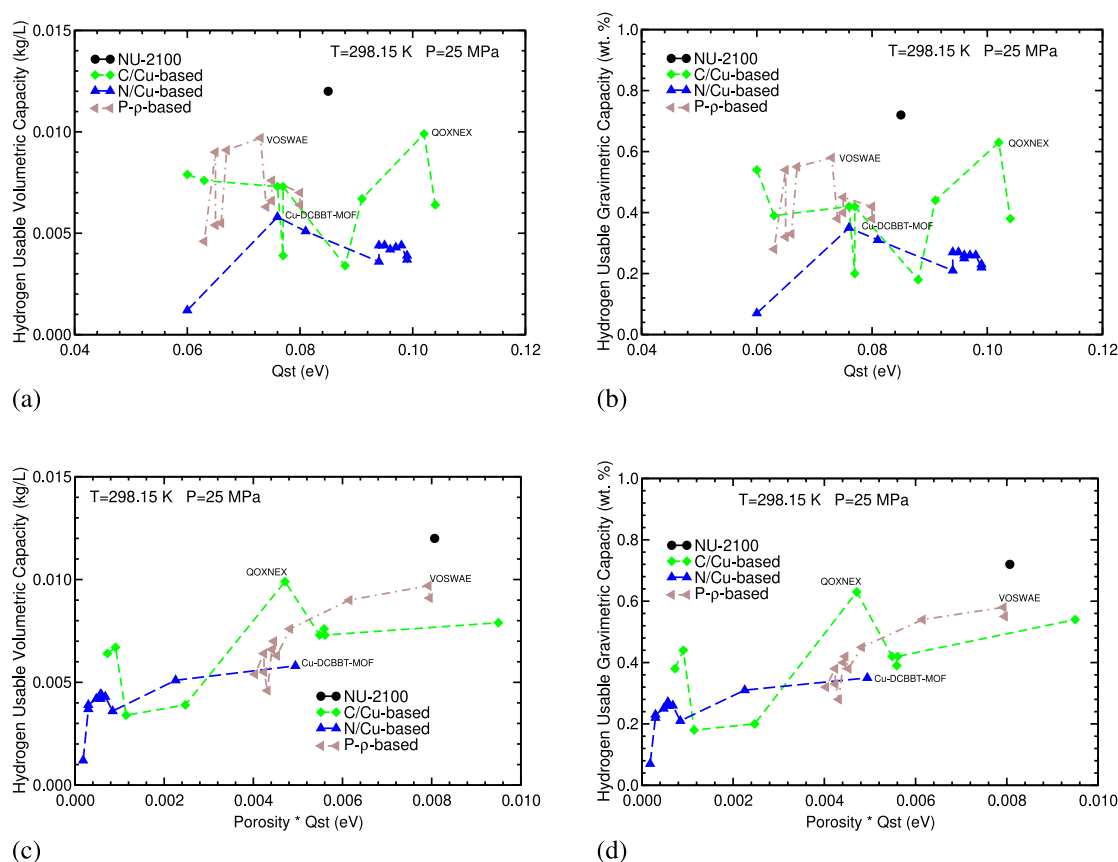 Hydrogen Usable Volumetric Capacity (kg/L)
0.015
0.010
0.005
0.000
T=298.15 K P=25 MPa
NU-2100
C/Cu-based
N/Cu-based
P-ρ-based
VOSWAE
QOXNEX
Cu-DCBBT-MOF
0.04 0.06 0.08 0.10 0.12
Qst (eV)
(a)
Hydrogen Usable Gravimetric Capacity (wt. %)
1.0
0.8
0.6
0.4
0.2
0.0
T=298.15 K P=25 MPa
NU-2100
C/Cu-based
N/Cu-based
P-ρ-based
VOSWAE
QOXNEX
Cu-DCBBT-MOF
0.04 0.06 0.08 0.10 0.12
Qst (eV)
(b)
Hydrogen Usable Volumetric Capacity (kg/L)
0.015
0.010
0.005
0.000
T=298.15 K P=25 MPa
QOXNEX
VOSWAE
Cu-DCBBT-MOF
NU-2100
C/Cu-based
N/Cu-based
P-ρ-based
0.000 0.002 0.004 0.006 0.008 0.010
Porosity * Qst (eV)
(c)
Hydrogen Usable Gravimetric Capacity (wt. %)
1.0
0.8
0.6
0.4
0.2
0.0
T=298.15 K P=25 MPa
NU-2100
C/Cu-based
N/Cu-based
P-ρ-based
QOXNEX
VOSWAE
Cu-DCBBT-MOF
0.000 0.002 0.004 0.006 0.008 0.010
Porosity * Qst (eV)
(d)